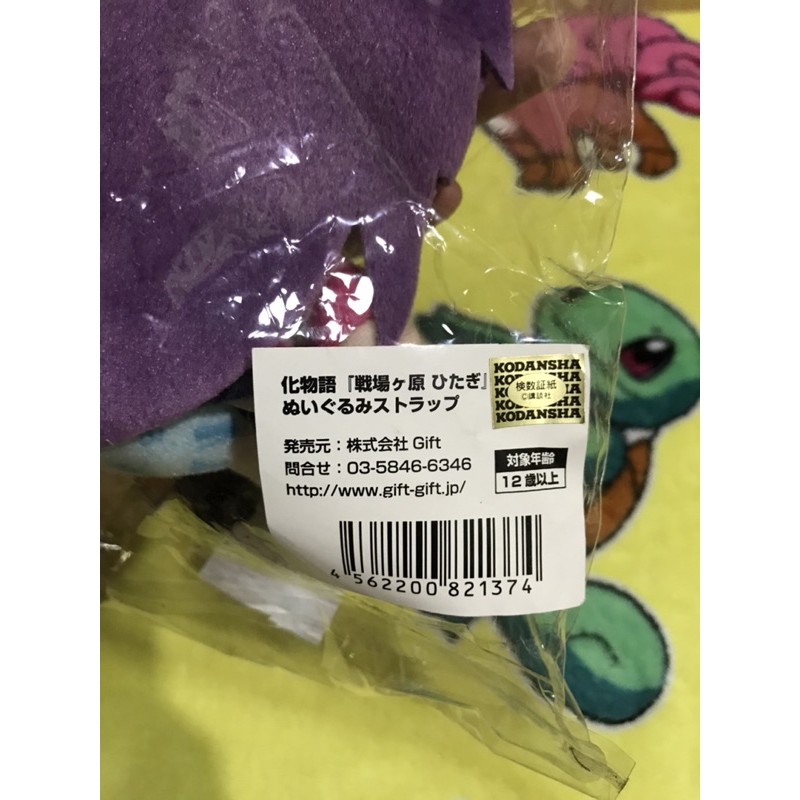 化物語『戦場ヶ原 ひたぎ』
ぬいぐるみストラップ
KODANSHA
検数証紙
©講談社
KODANSHA
KODANSHA
発売元：株式会社 Gift
問合せ：03-5846-6346
http://www.gift-gift.jp/
対象年齢
12歳以上
4 562200 821374